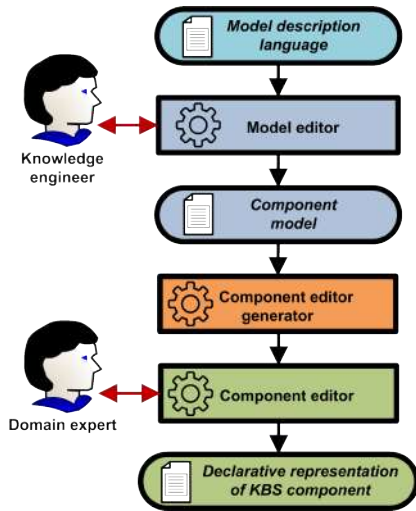 Model description
language
Model editor
Knowledge
engineer
Component
model
Component editor
generator
Component editor
Domain expert
Declarative representation
of KBS component